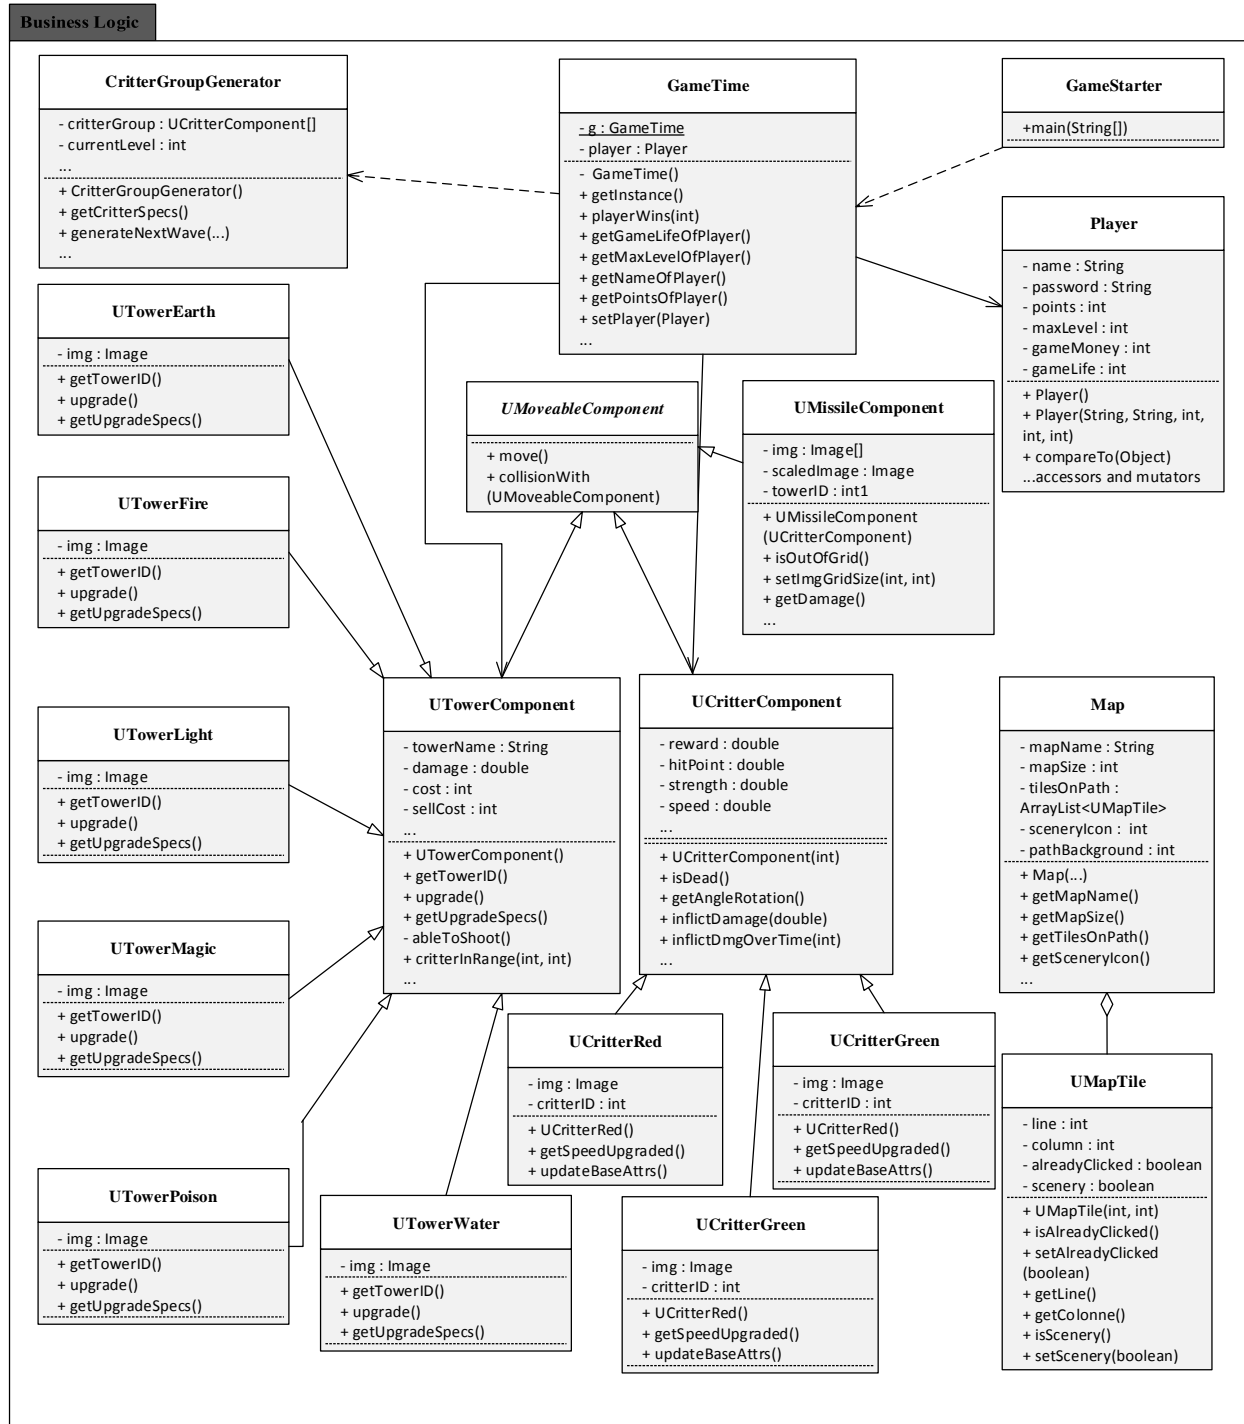 Business Logic
CritterGroupGenerator
- critterGroup : UCritterComponent[]
- currentLevel : int
...
+ CritterGroupGenerator()
+ getCritterSpecs()
+ generateNextWave(...)
...
GameTime
- g : GameTime
- player : Player
- GameTime()
+ getInstance()
+ playerWins(int)
+ getGameLifeOfPlayer()
+ getMaxLevelOfPlayer()
+ getNameOfPlayer()
+ getPointsOfPlayer()
+ setPlayer(Player)
...
GameStarter
+main(String[])
Player
- name : String
- password : String
- points : int
- maxLevel : int
- gameMoney : int
- gameLife : int
+ Player()
+ Player(String, String, int,
int, int)
+ compareTo(Object)
...accessors and mutators
UTowerEarth
- img : Image
+ getTowerID()
+ upgrade()
+ getUpgradeSpecs()
UMoveableComponent
+ move()
+ collisionWith
(UMoveableComponent)
UMissileComponent
- img : Image[]
- scaledImage : Image
- towerID : int1
+ UMissileComponent
(UCritterComponent)
+ isOutOfGrid()
+ setImgGridSize(int, int)
+ getDamage()
...
UTowerFire
- img : Image
+ getTowerID()
+ upgrade()
+ getUpgradeSpecs()
UTowerLight
- img : Image
+ getTowerID()
+ upgrade()
+ getUpgradeSpecs()
UTowerComponent
- towerName : String
- damage : double
- cost : int
- sellCost : int
...
+ UTowerComponent()
+ getTowerID()
+ upgrade()
+ getUpgradeSpecs()
- ableToShoot()
+ critterInRange(int, int)
...
UCritterComponent
- reward : double
- hitPoint : double
- strength : double
- speed : double
...
+ UCritterComponent(int)
+ isDead()
+ getAngleRotation()
+ inflictDamage(double)
+ inflictDmgOverTime(int)
...
Map
- mapName : String
- mapSize : int
- tilesOnPath :
ArrayList<UMapTile>
- sceneryIcon : int
- pathBackground : int
+ Map(...)
+ getMapName()
+ getMapSize()
+ getTilesOnPath()
+ getSceneryIcon()
...
UTowerMagic
- img : Image
+ getTowerID()
+ upgrade()
+ getUpgradeSpecs()
UCritterRed
- img : Image
- critterID : int
+ UCritterRed()
+ getSpeedUpgraded()
+ updateBaseAttrs()
UCritterGreen
- img : Image
- critterID : int
+ UCritterRed()
+ getSpeedUpgraded()
+ updateBaseAttrs()
UMapTile
- line : int
- column : int
- alreadyClicked : boolean
- scenery : boolean
+ UMapTile(int, int)
+ isAlreadyClicked()
+ setAlreadyClicked
(boolean)
+ getLine()
+ getColonne()
+ isScenery()
+ setScenery(boolean)
UTowerPoison
- img : Image
+ getTowerID()
+ upgrade()
+ getUpgradeSpecs()
UTowerWater
- img : Image
+ getTowerID()
+ upgrade()
+ getUpgradeSpecs()
UCritterGreen
- img : Image
- critterID : int
+ UCritterRed()
+ getSpeedUpgraded()
+ updateBaseAttrs()